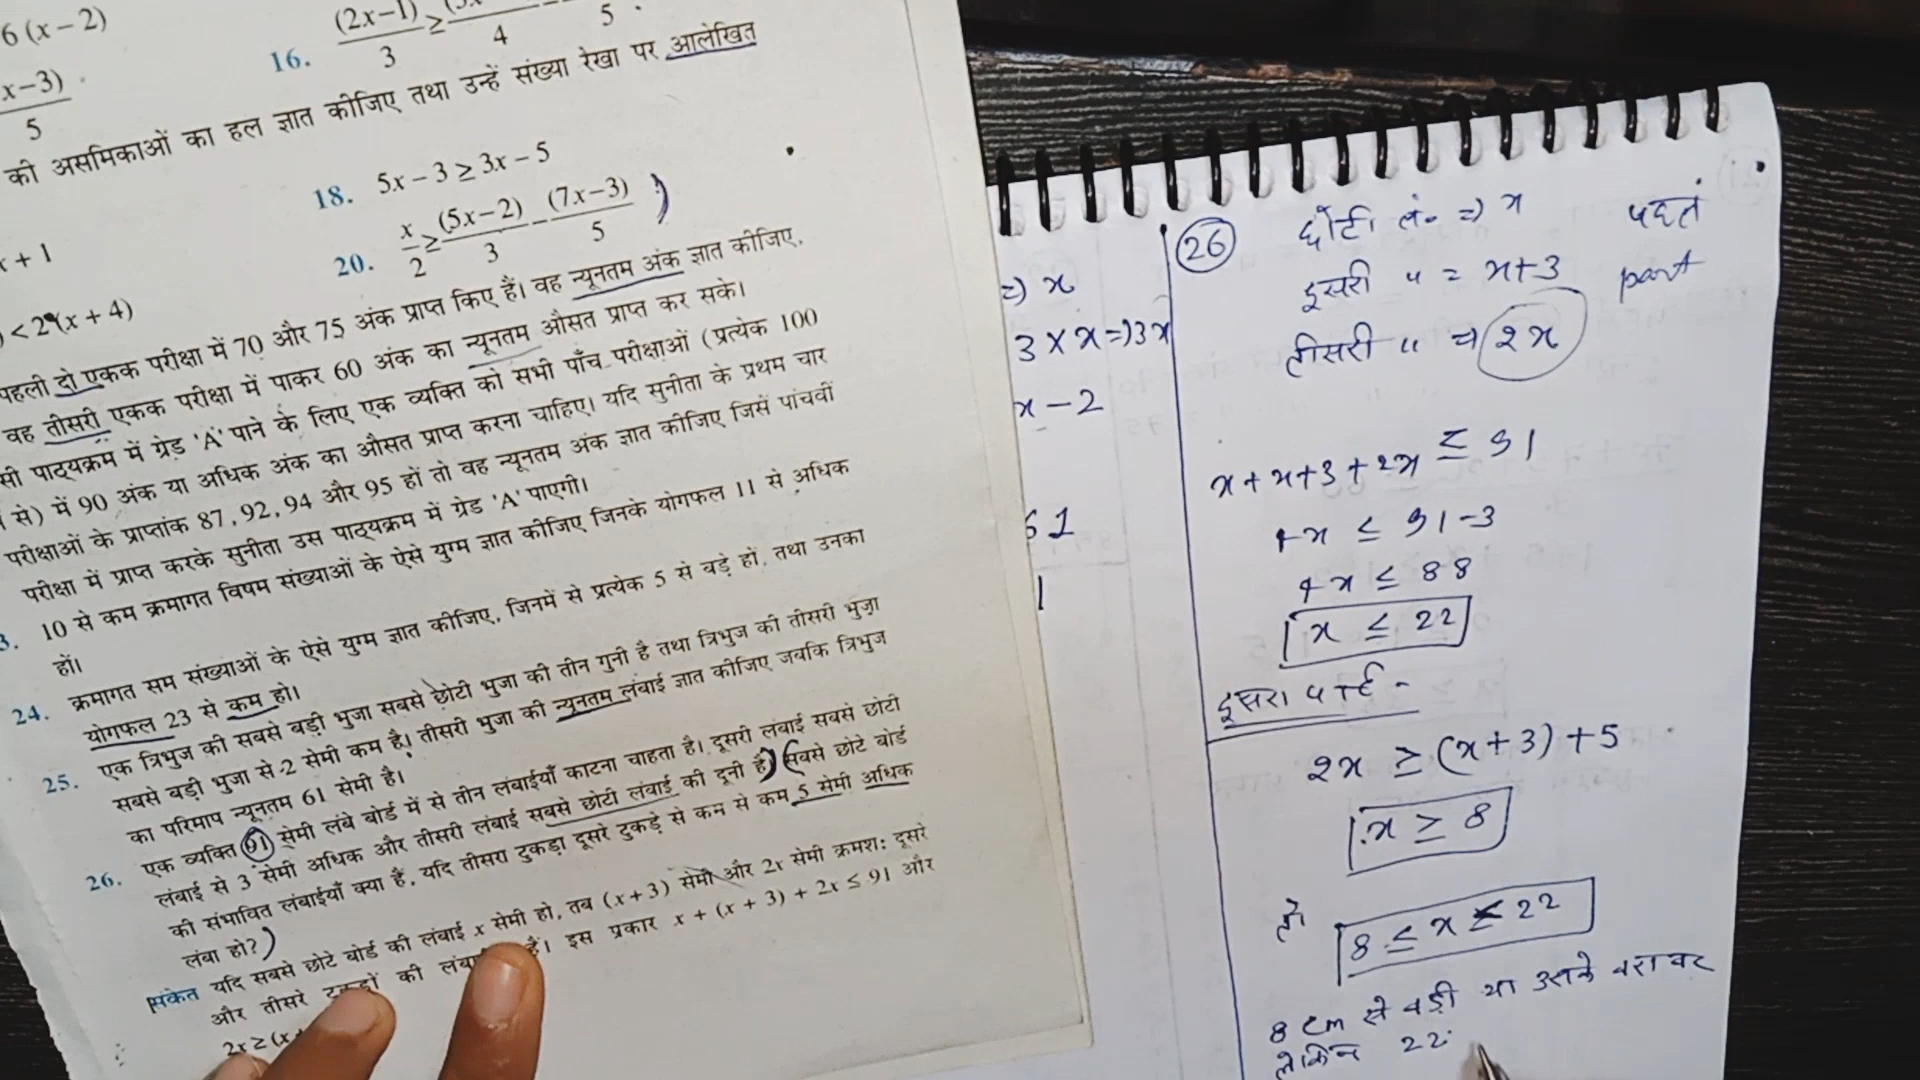 6 (x – 2)
16. (2x–1)/3 ≥ /4 5
x–3)/5
की असमिकाओं का हल ज्ञात कीजिए तथा उन्हें संख्या रेखा पर आलेखित
18. 5x – 3 ≥ 3x – 5
x + 1
20. x/2 ≥ (5x–2)/3 – (7x–3)/5
) < 2 (x + 4)
पहली दो एकक परीक्षा में 70 और 75 अंक प्राप्त किए हैं। वह न्यूनतम अंक ज्ञात कीजिए,
वह तीसरी एकक परीक्षा में पाकर 60 अंक का न्यूनतम औसत प्राप्त कर सके।
सी पाठ्यक्रम में ग्रेड 'A' पाने के लिए एक व्यक्ति को सभी पाँच परीक्षाओं (प्रत्येक 100
से) में 90 अंक या अधिक अंक का औसत प्राप्त करना चाहिए। यदि सुनीता के प्रथम चार
परीक्षाओं के प्राप्तांक 87, 92, 94 और 95 हों तो वह न्यूनतम अंक ज्ञात कीजिए जिसें पांचवीं
परीक्षा में प्राप्त करके सुनीता उस पाठ्यक्रम में ग्रेड 'A' पाएगी।
3. 10 से कम क्रमागत विषम संख्याओं के ऐसे युग्म ज्ञात कीजिए जिनके योगफल 11 से अधिक
हों।
24. क्रमागत सम संख्याओं के ऐसे युग्म ज्ञात कीजिए, जिनमें से प्रत्येक 5 से बड़े हों, तथा उनका
योगफल 23 से कम हो।
25. एक त्रिभुज की सबसे बड़ी भुजा सबसे छोटी भुजा की तीन गुनी है तथा त्रिभुज की तीसरी भुजा
सबसे बड़ी भुजा से 2 सेमी कम है। तीसरी भुजा की न्यूनतम लंबाई ज्ञात कीजिए जबकि त्रिभुज
का परिमाप न्यूनतम 61 सेमी है।
26. एक व्यक्ति 91 सेमी लंबे बोर्ड में से तीन लंबाईयाँ काटना चाहता है। दूसरी लंबाई सबसे छोटी
लंबाई से 3 सेमी अधिक और तीसरी लंबाई सबसे छोटी लंबाई की दूनी है। सबसे छोटे बोर्ड
की संभावित लंबाईयाँ क्या हैं, यदि तीसरा टुकड़ा दूसरे टुकड़े से कम से कम 5 सेमी अधिक
लंबा हो?
संकेत यदि सबसे छोटे बोर्ड की लंबाई x सेमी हो, तब (x + 3) सेमी और 2x सेमी क्रमशः दूसरे
और तीसरे टुकड़ों की हैं। इस प्रकार x + (x + 3) + 2x ≤ 91 और
2x ≥ (x
=) x
3 × x =) 3x
x – 2
61
1
26 छोटी लं० =) x पहला
दूसरी " = x+3 part
तीसरी " => 2x
x + x+3 + 2x ≤ 91
4x ≤ 91-3
4x ≤ 88
x ≤ 22
दूसरा पार्ट -
2x ≥ (x+3) + 5
x ≥ 8
तो 8 ≤ x ≤ 22
8 cm से बड़ी या उसके बराबर
लेकिन 22